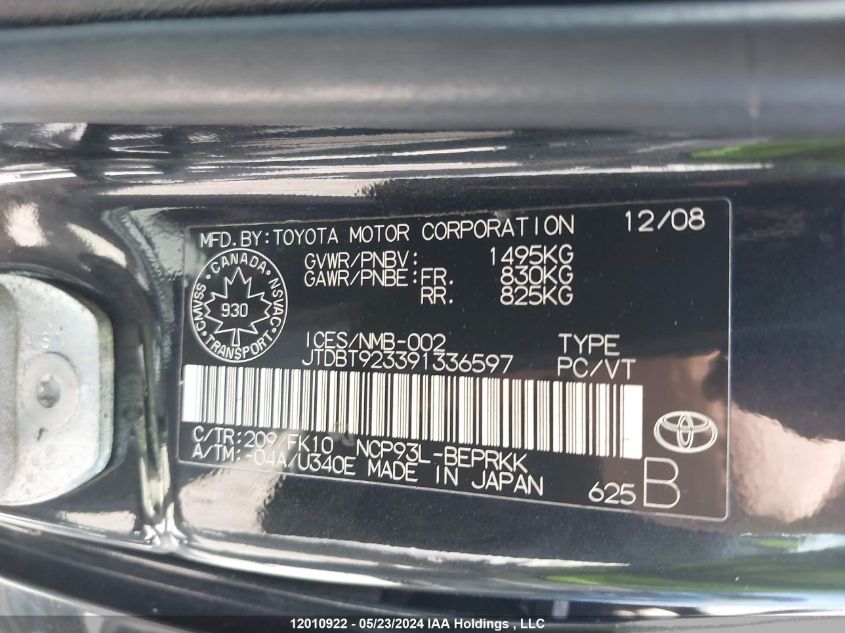 MFD.BY:TOYOTA MOTOR CORPORATION 12/08
GVWR/PNBV: 1495KG
GAWR/PNBE:FR. 830KG
RR. 825KG
CANADA
CMVSS 930 NSVAC
TRANSPORT
ICES/NMB-002 TYPE
JTDBT923391336597 PC/VT
C/TR:209/FK10 NCP93L-BEPRKK
A/TM:-04A/U340E MADE IN JAPAN
625 B
12010922 - 05/23/2024 IAA Holdings , LLC